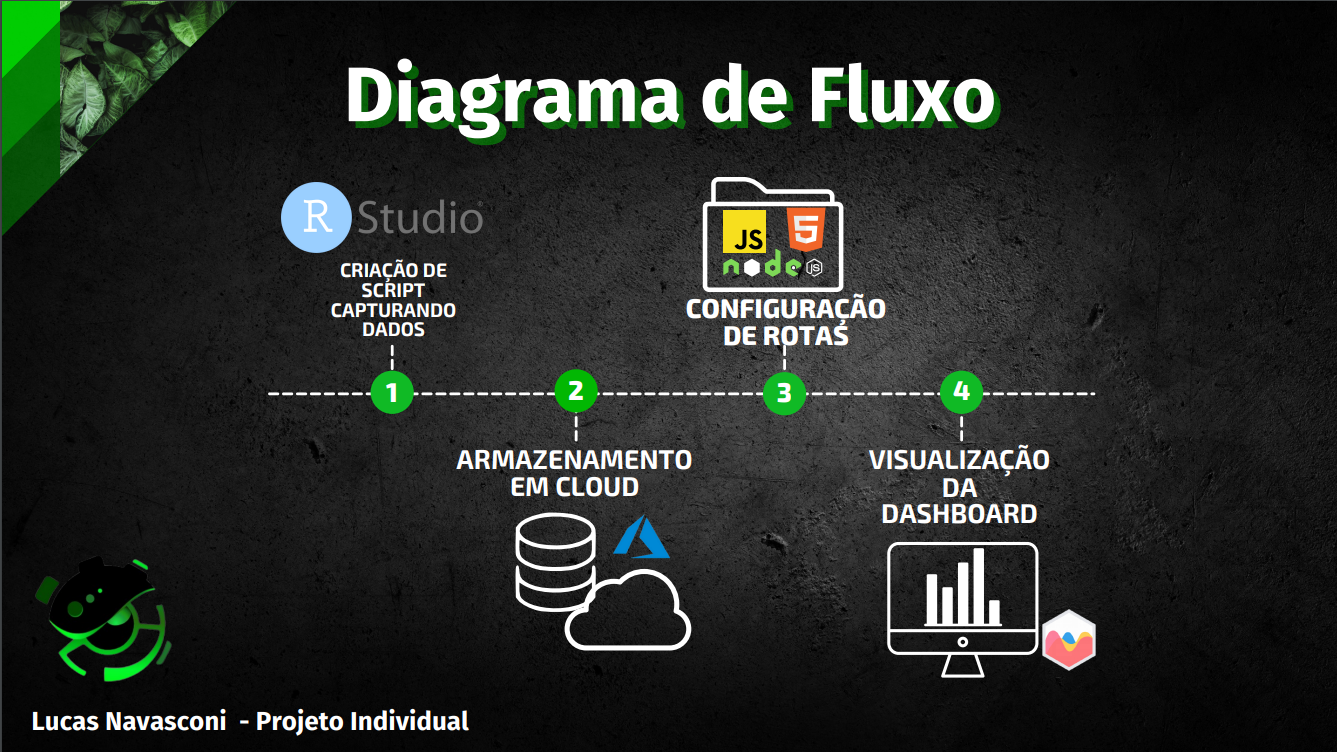 Diagrama de Fluxo
R Studio
CRIAÇÃO DE
SCRIPT
CAPTURANDO
DADOS
JS
5
node
JS
CONFIGURAÇÃO
DE ROTAS
1
2
3
4
ARMAZENAMENTO
EM CLOUD
VISUALIZAÇÃO
DA
DASHBOARD
Lucas Navasconi - Projeto Individual